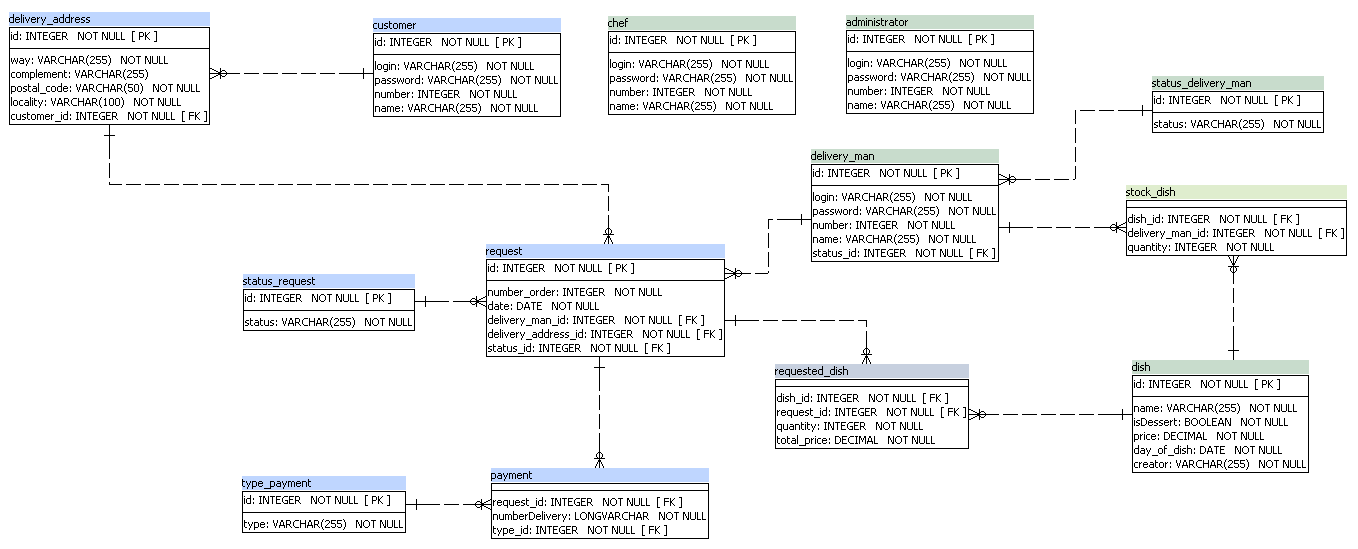 delivery_address
id: INTEGER NOT NULL [ PK ]
way: VARCHAR(255) NOT NULL
complement: VARCHAR(255)
postal_code: VARCHAR(50) NOT NULL
locality: VARCHAR(100) NOT NULL
customer_id: INTEGER NOT NULL [ FK ]
customer
id: INTEGER NOT NULL [ PK ]
login: VARCHAR(255) NOT NULL
password: VARCHAR(255) NOT NULL
number: INTEGER NOT NULL
name: VARCHAR(255) NOT NULL
chef
id: INTEGER NOT NULL [ PK ]
login: VARCHAR(255) NOT NULL
password: VARCHAR(255) NOT NULL
number: INTEGER NOT NULL
name: VARCHAR(255) NOT NULL
administrator
id: INTEGER NOT NULL [ PK ]
login: VARCHAR(255) NOT NULL
password: VARCHAR(255) NOT NULL
number: INTEGER NOT NULL
name: VARCHAR(255) NOT NULL
status_delivery_man
id: INTEGER NOT NULL [ PK ]
status: VARCHAR(255) NOT NULL
delivery_man
id: INTEGER NOT NULL [ PK ]
login: VARCHAR(255) NOT NULL
password: VARCHAR(255) NOT NULL
number: INTEGER NOT NULL
name: VARCHAR(255) NOT NULL
status_id: INTEGER NOT NULL [ FK ]
stock_dish
dish_id: INTEGER NOT NULL [ FK ]
delivery_man_id: INTEGER NOT NULL [ FK ]
quantity: INTEGER NOT NULL
request
id: INTEGER NOT NULL [ PK ]
number_order: INTEGER NOT NULL
date: DATE NOT NULL
delivery_man_id: INTEGER NOT NULL [ FK ]
delivery_address_id: INTEGER NOT NULL [ FK ]
status_id: INTEGER NOT NULL [ FK ]
status_request
id: INTEGER NOT NULL [ PK ]
status: VARCHAR(255) NOT NULL
requested_dish
dish_id: INTEGER NOT NULL [ FK ]
request_id: INTEGER NOT NULL [ FK ]
quantity: INTEGER NOT NULL
total_price: DECIMAL NOT NULL
dish
id: INTEGER NOT NULL [ PK ]
name: VARCHAR(255) NOT NULL
isDessert: BOOLEAN NOT NULL
price: DECIMAL NOT NULL
day_of_dish: DATE NOT NULL
creator: VARCHAR(255) NOT NULL
type_payment
id: INTEGER NOT NULL [ PK ]
type: VARCHAR(255) NOT NULL
payment
request_id: INTEGER NOT NULL [ FK ]
numberDelivery: LONGVARCHAR NOT NULL
type_id: INTEGER NOT NULL [ FK ]